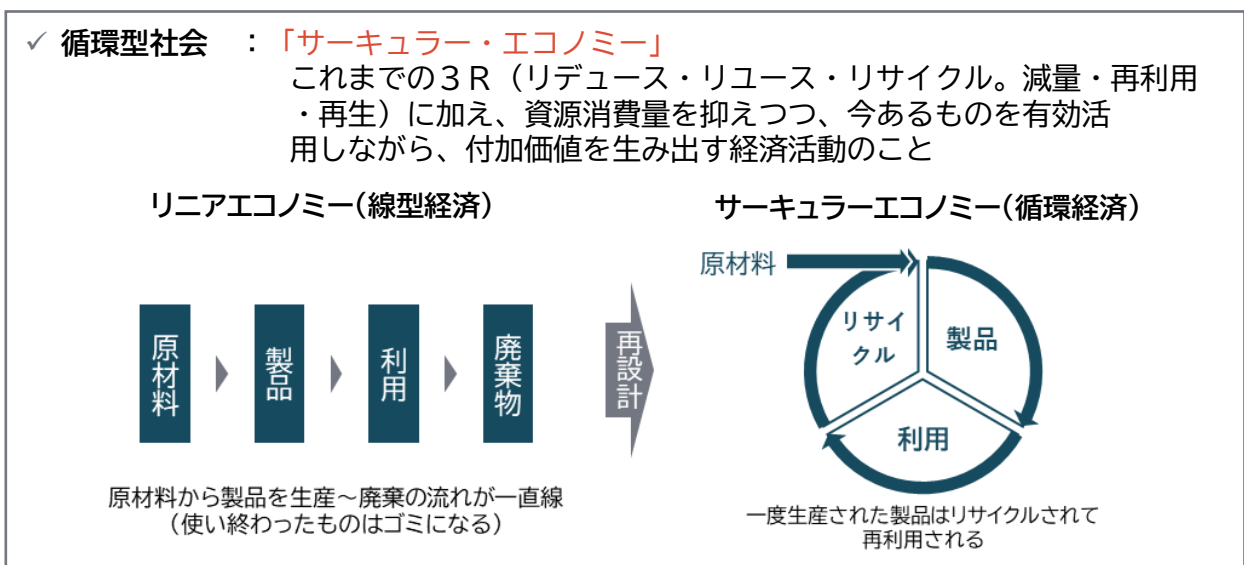 ✓ 循環型社会 ：「サーキュラー・エコノミー」
これまでの３Ｒ（リデュース・リユース・リサイクル。減量・再利用
・再生）に加え、資源消費量を抑えつつ、今あるものを有効活
用しながら、付加価値を生み出す経済活動のこと
リニアエコノミー（線型経済）
原材料
製品
利用
廃棄物
原材料から製品を生産～廃棄の流れが一直線
（使い終わったものはゴミになる）
再設計
サーキュラーエコノミー（循環経済）
原材料
製品
利用
リサイ
クル
一度生産された製品はリサイクルされて
再利用される